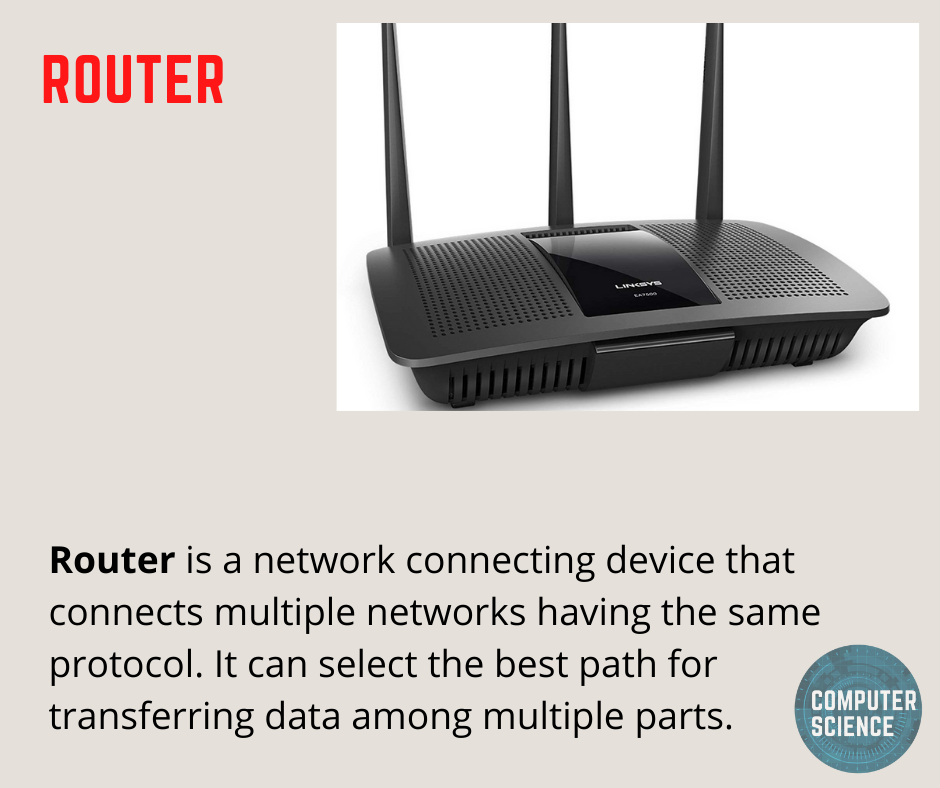 ROUTER
LINKSYS
EA7500
Router is a network connecting device that
connects multiple networks having the same
protocol. It can select the best path for
transferring data among multiple parts.
COMPUTER
SCIENCE